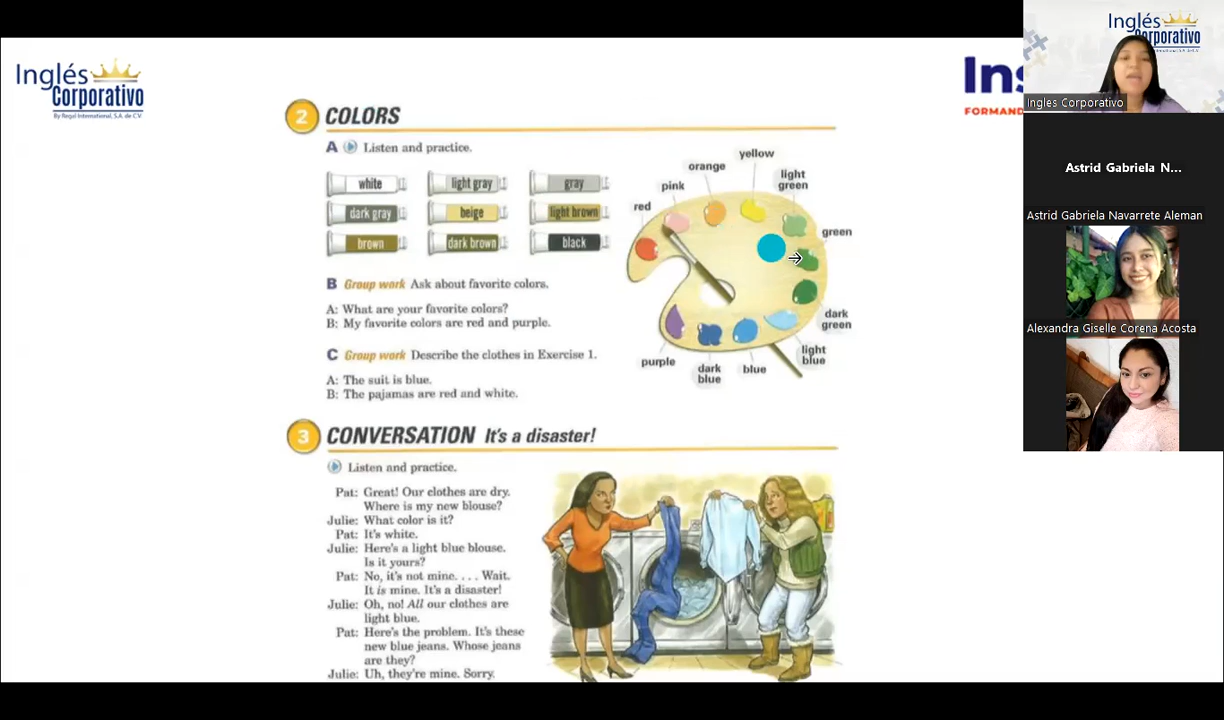 Inglés
Corporativo
By Regal International, S.A. de C.V.
Ins
FORMAND
2 COLORS
A Listen and practice.
white
light gray
gray
dark gray
beige
light brown
brown
dark brown
black
red
pink
orange
yellow
light
green
green
dark
green
light
blue
blue
dark
blue
purple
B Group work Ask about favorite colors.
A: What are your favorite colors?
B: My favorite colors are red and purple.
C Group work Describe the clothes in Exercise 1.
A: The suit is blue.
B: The pajamas are red and white.
3 CONVERSATION It's a disaster!
Listen and practice.
Pat: Great! Our clothes are dry.
Where is my new blouse?
Julie: What color is it?
Pat: It's white.
Julie: Here's a light blue blouse.
Is it yours?
Pat: No, it's not mine. . . . Wait.
It is mine. It's a disaster!
Julie: Oh, no! All our clothes are
light blue.
Pat: Here's the problem. It's these
new blue jeans. Whose jeans
are they?
Julie: Uh, they're mine. Sorry.
Inglés
Corporativo
Ingles Corporativo
Astrid Gabriela N...
Astrid Gabriela Navarrete Aleman
Alexandra Giselle Corena Acosta